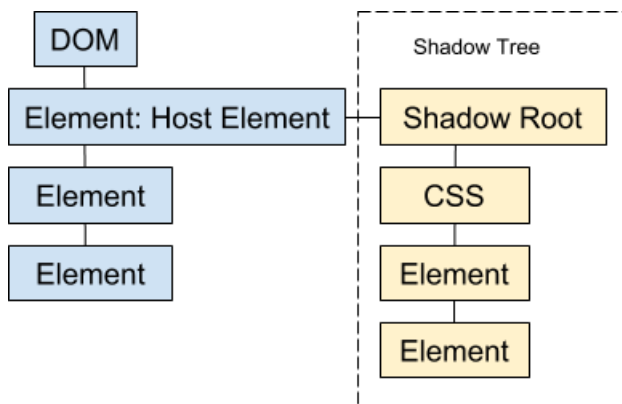 DOM
Shadow Tree
Element: Host Element
Shadow Root
Element
CSS
Element
Element
Element